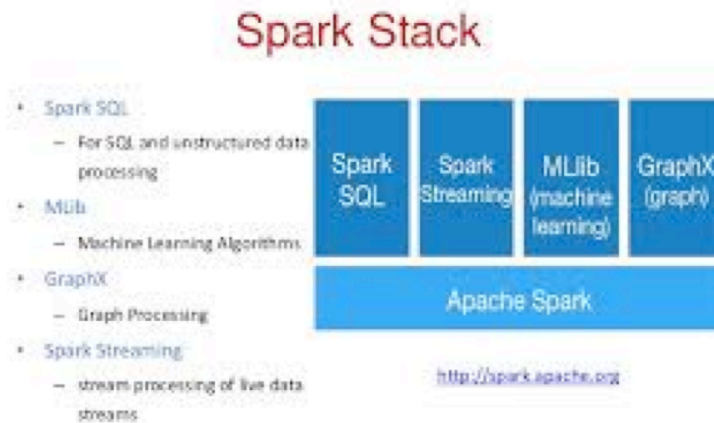 Spark Stack
• Spark SQL
– For SQL and unstructured data
processing
• MLib
– Machine Learning Algorithms
• GraphX
– Graph Processing
• Spark Streaming
– stream processing of live data
streams
Spark
SQL
Spark
Streaming
MLlib
(machine
learning)
GraphX
(graph)
Apache Spark
http://spark.apache.org